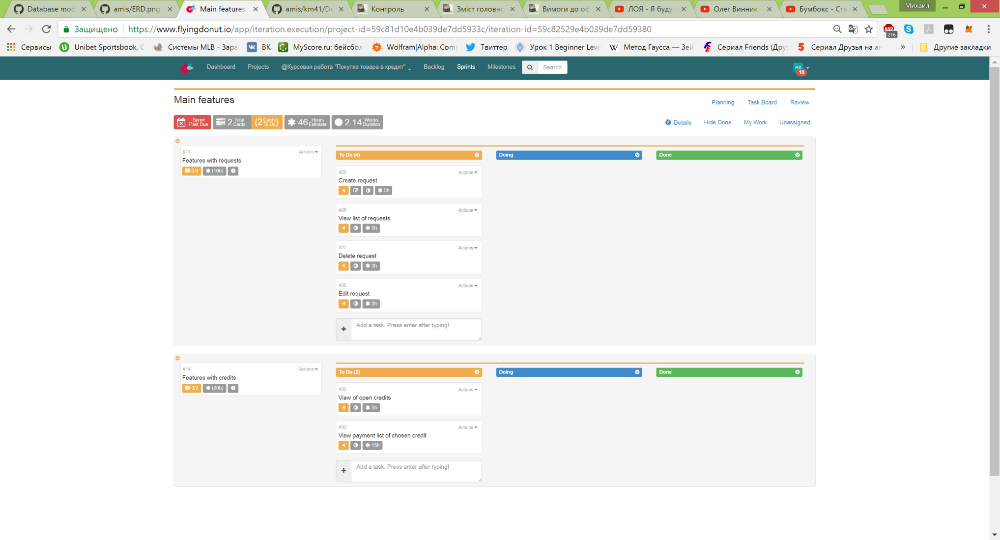 Database mod
amis/ERD.png
Main features
amis/km41/De
Контроль
Зміст головно
Вимоги до оф
ЛОЯ - Я буду
Олег Винник
Бумбокс - Ста
Михаил
Защищено
https://www.flyingdonut.io/app/iteration.execution/project-id=59c81d10e4b039de7dd5933c/iteration-id=59c82529e4b039de7dd59380
ABP
216
Сервисы
Unibet Sportsbook, C
Системы MLB - Зара
ВК
MyScore.ru: бейсбол
Wolfram|Alpha: Com
Твиттер
Урок 1 Beginner Leve
Метод Гаусса — Зей
Сериал Friends (Дру
Сериал Друзья на ан
»
Другие закладки
Dashboard
Projects
@Курсовая работа "Покупка товара в кредит"
Backlog
Sprints
Milestones
Search
МЛ
10
Main features
Planning
Task Board
Review
Sprint Past Due
2 Total Cards
(2 Cards To Do)
46 Hours Estimate
2.14 Weeks Duration
Details
Hide Done
My Work
Unassigned
#11
Actions
Features with requests
0/4
(16h)
To Do (4)
Doing
Done
#25
Actions
Create request
5h
#26
Actions
View list of requests
5h
#27
Actions
Delete request
3h
#35
Actions
Edit request
3h
Add a task. Press enter after typing!
#14
Actions
Features with credits
0/2
(20h)
To Do (2)
Doing
Done
#32
Actions
View of open credits
5h
#33
Actions
View payment list of chosen credit
15h
Add a task. Press enter after typing!